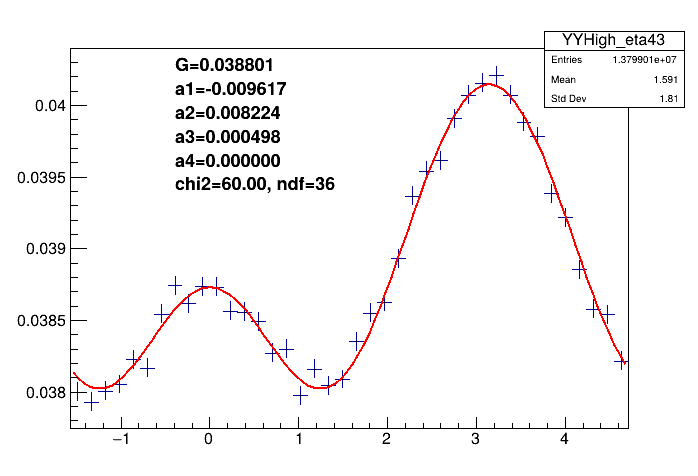 YYHigh_eta43
Entries 1.379901e+07
Mean 1.591
Std Dev 1.81
G=0.038801
a1=-0.009617
a2=0.008224
a3=0.000498
a4=0.000000
chi2=60.00, ndf=36
0.04
0.0395
0.039
0.0385
0.038
−1 0 1 2 3 4